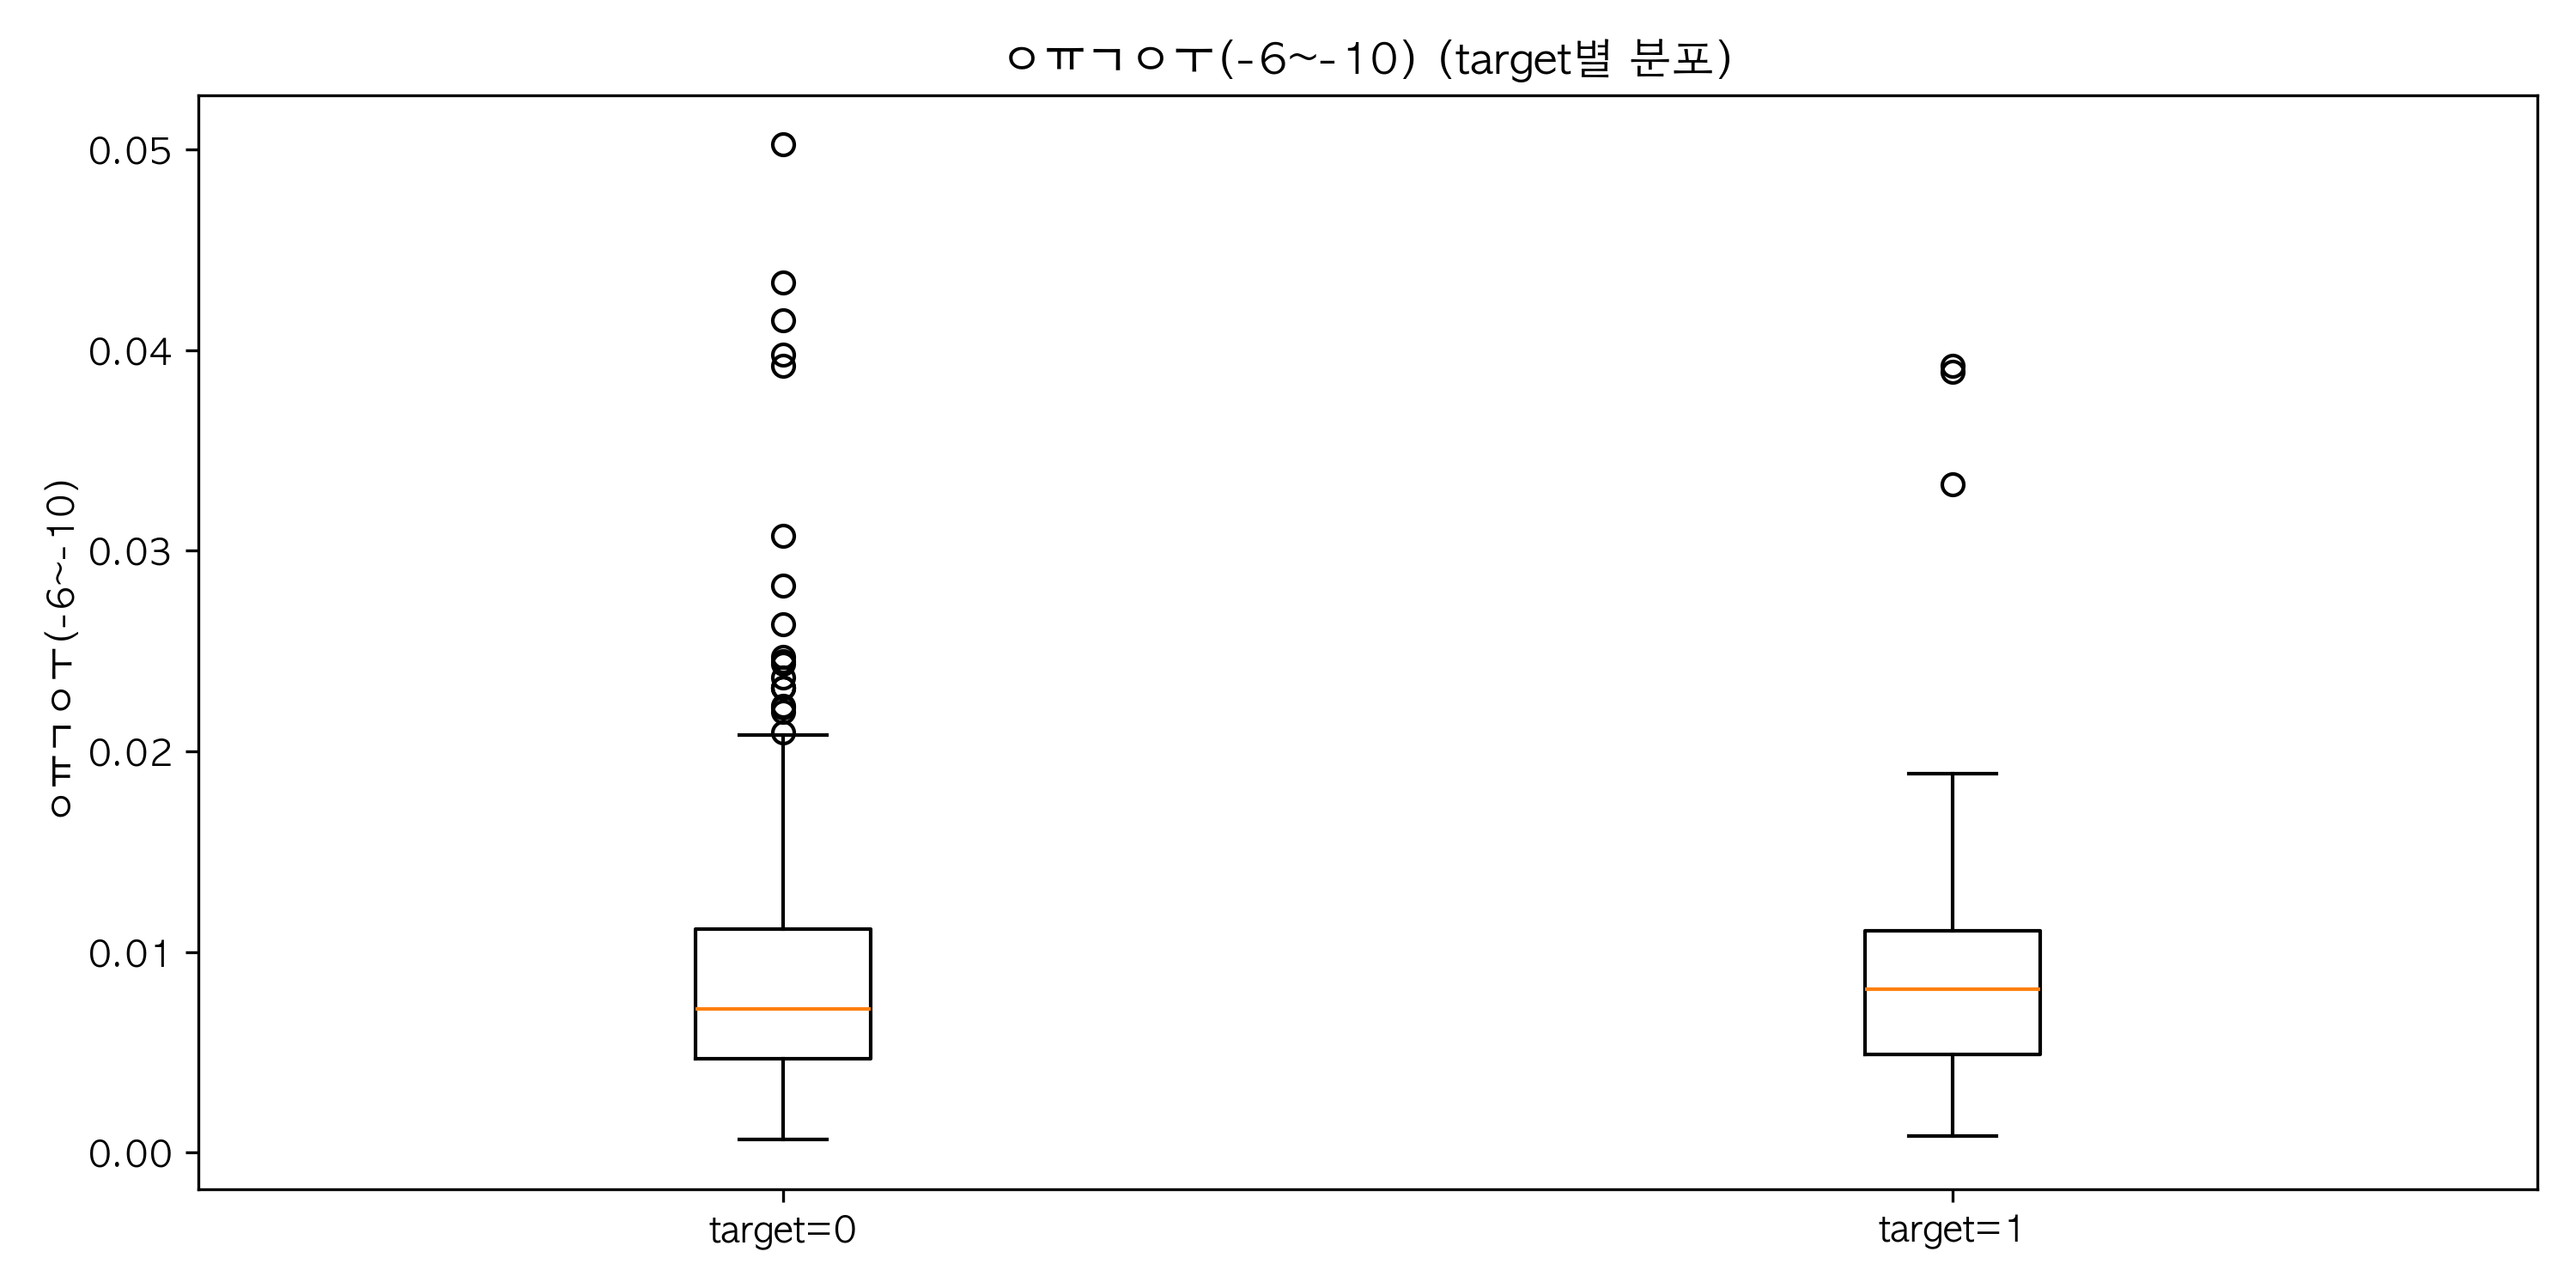 ㅇㅠㄱㅇㅜ(-6~-10) (target별 분포)
ㅇㅠㄱㅇㅜ(-6~-10)
0.05
0.04
0.03
0.02
0.01
0.00
target=0
target=1